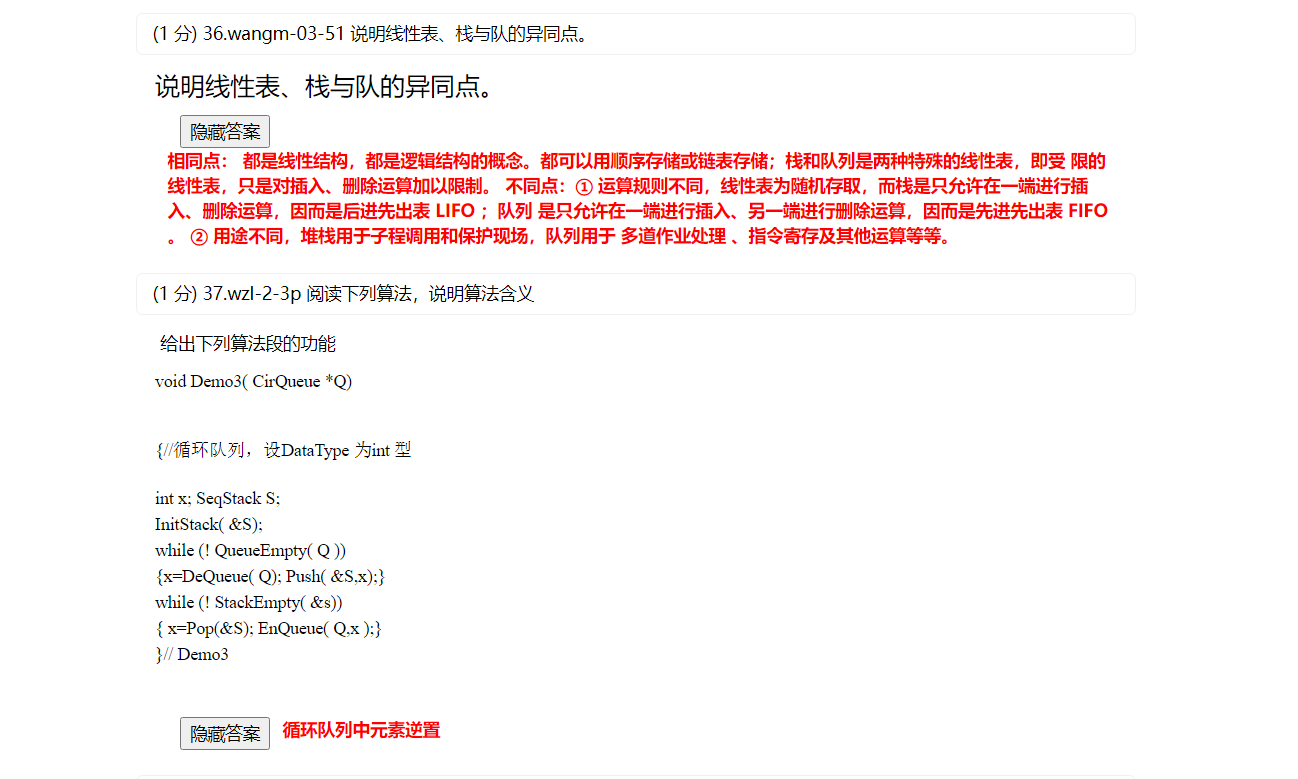 (1 分) 36.wangm-03-51 说明线性表、栈与队的异同点。
说明线性表、栈与队的异同点。
隐藏答案
相同点： 都是线性结构，都是逻辑结构的概念。都可以用顺序存储或链表存储；栈和队列是两种特殊的线性表，即受 限的
线性表，只是对插入、删除运算加以限制。 不同点：① 运算规则不同，线性表为随机存取，而栈是只允许在一端进行插
入、删除运算，因而是后进先出表 LIFO ；队列 是只允许在一端进行插入、另一端进行删除运算，因而是先进先出表 FIFO
。 ② 用途不同，堆栈用于子程调用和保护现场，队列用于 多道作业处理 、指令寄存及其他运算等等。
(1 分) 37.wzl-2-3p 阅读下列算法，说明算法含义
给出下列算法段的功能
void Demo3( CirQueue *Q)
{//循环队列，设DataType 为int 型
int x; SeqStack S;
InitStack( &S);
while (! QueueEmpty( Q ))
{x=DeQueue( Q); Push( &S,x);}
while (! StackEmpty( &s))
{ x=Pop(&S); EnQueue( Q,x );}
}// Demo3
隐藏答案 循环队列中元素逆置